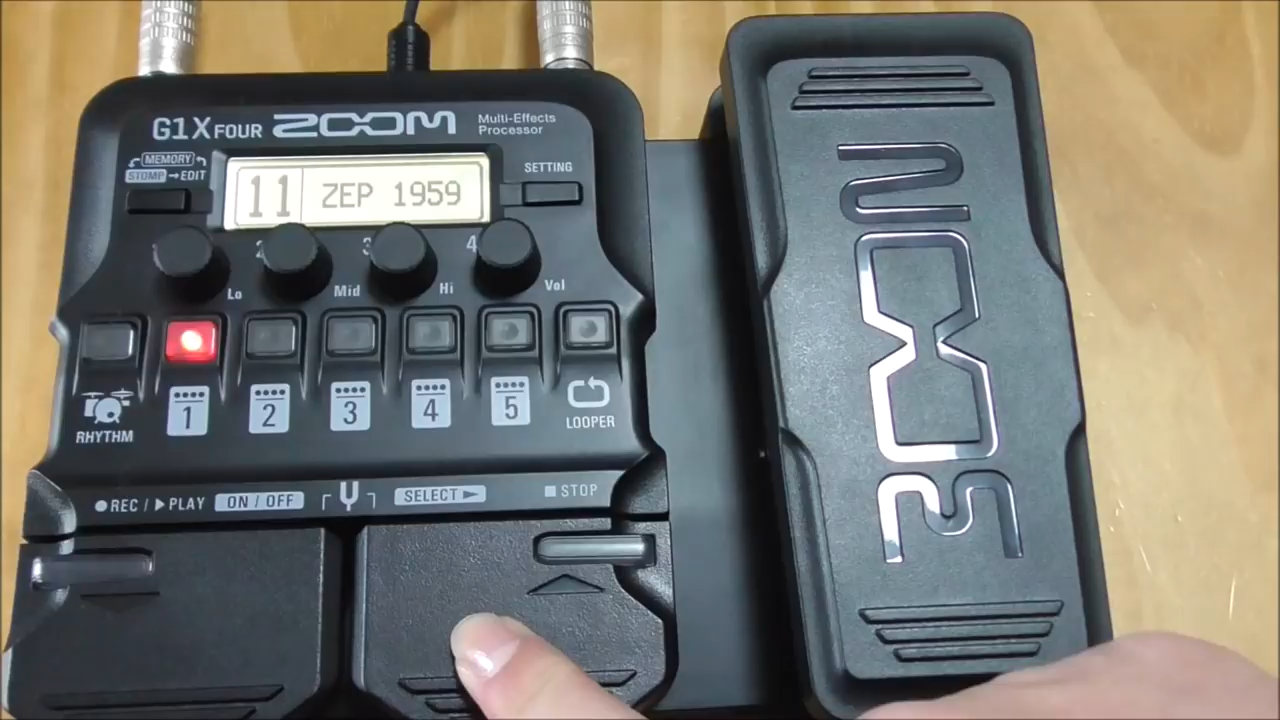 G1X FOUR ZOOM Multi-Effects
Processor
MEMORY
STOMP → EDIT
SETTING
11 ZEP 1959
1 2 3 4
Lo Mid Hi Vol
1 2 3 4 5
RHYTHM
LOOPER
●REC / ▶PLAY ON / OFF SELECT ► ■ STOP
ZOOM